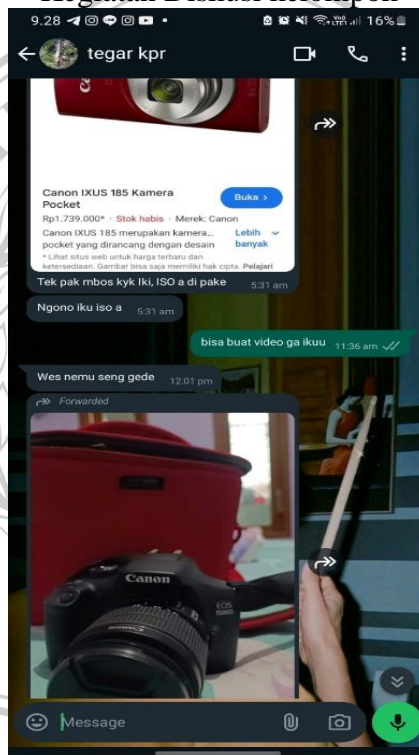 Kegiatan Diskusi kelompok
9.28
16%
tegar kpr
Canon IXUS 185 Kamera
Pocket
Buka >
Rp1.739.000* · Stok habis · Merek: Canon
Canon IXUS 185 merupakan kamera...
pocket yang dirancang dengan desain
Lebih
banyak
* Lihat situs web untuk harga terbaru dan
ketersediaan. Gambar bisa saja memiliki hak cipta. Pelajari
Tek pak mbos kyk Iki, ISO a di pake
5:31 am
Ngono iku iso a 5:31 am
bisa buat video ga ikuu 11:36 am
Wes nemu seng gede 12:01 pm
Forwarded
Canon
EOS
Message